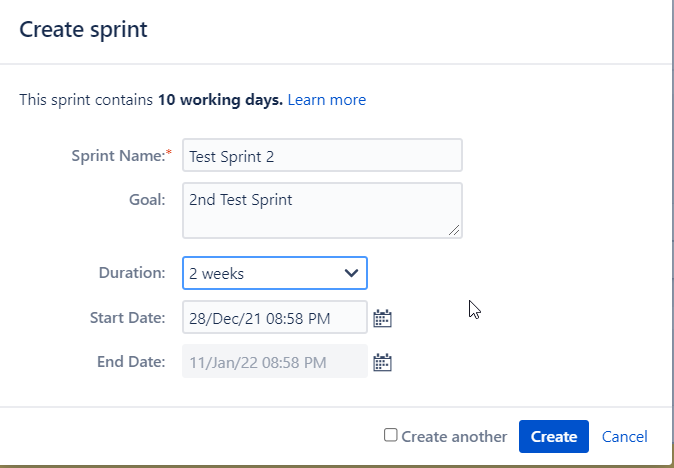 Create sprint
This sprint contains 10 working days. Learn more
Sprint Name:* Test Sprint 2
Goal: 2nd Test Sprint
Duration: 2 weeks
Start Date: 28/Dec/21 08:58 PM
End Date: 11/Jan/22 08:58 PM
Create another Create Cancel